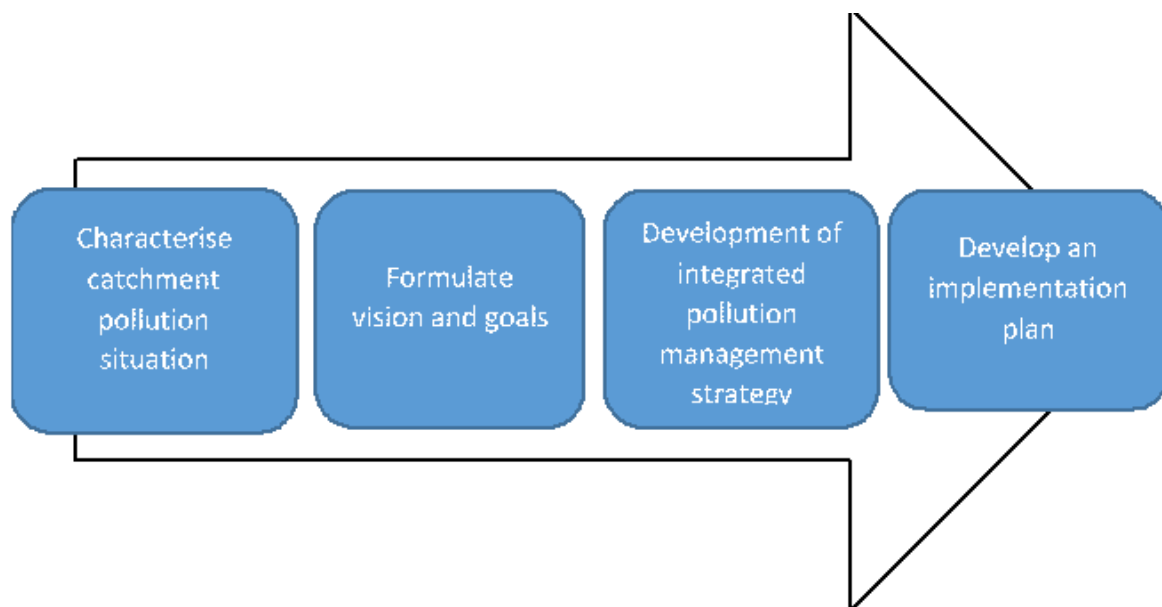 Characterise
catchment
pollution
situation
Formulate
vision and goals
Development of
integrated
pollution
management
strategy
Develop an
implementation
plan